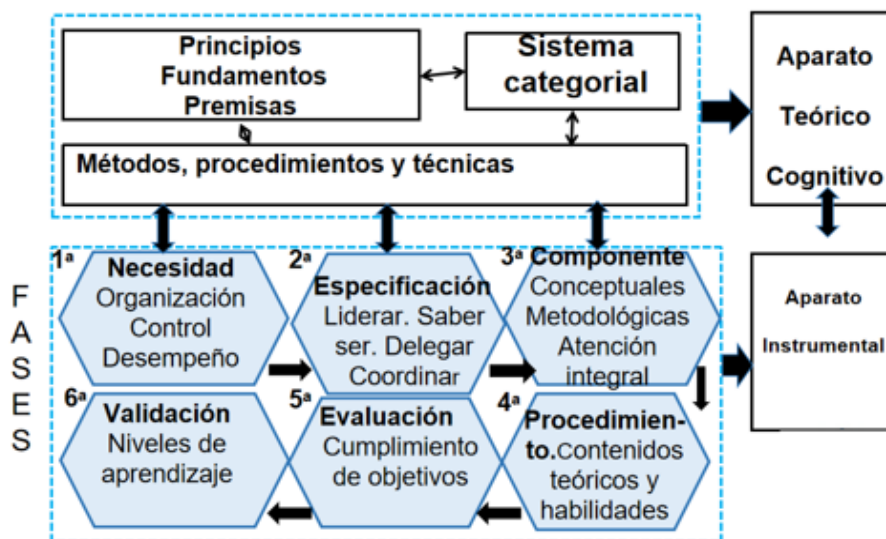 Principios
Fundamentos
Premisas
Sistema
categorial
Métodos, procedimientos y técnicas
Aparato
Teórico
Cognitivo
FASES
1ª
Necesidad
Organización
Control
Desempeño
2ª
Especificación
Liderar. Saber
ser. Delegar
Coordinar
3ª
Componente
Conceptuales
Metodológicas
Atención
integral
Aparato
Instrumental
6ª
Validación
Niveles de
aprendizaje
5ª
Evaluación
Cumplimiento
de objetivos
4ª
Procedimien-
to.Contenidos
teóricos y
habilidades